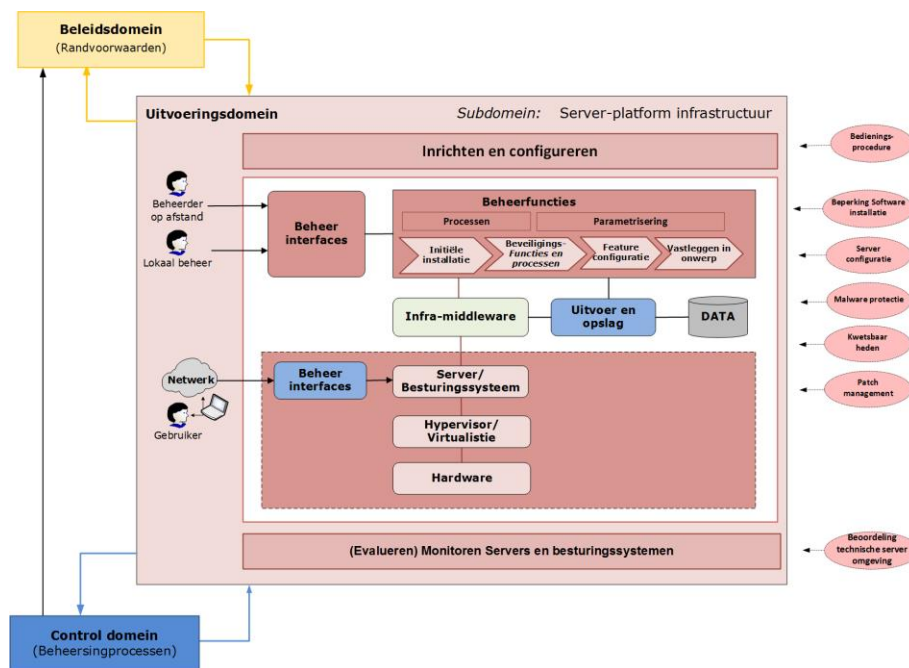 Beleidsdomein
(Randvoorwaarden)
Uitvoeringsdomein
Subdomein: Server-platform infrastructuur
Inrichten en configureren
Bedienings-
procedure
Beheerder
op afstand
Lokaal beheer
Beheer
interfaces
Beheerfuncties
Processen
Parametrisering
Initiële
installatie
Beveiligings-
Functies en
processen
Feature
configuratie
Vastleggen in
onwerp
Beperking Software
installatie
Server
configuratie
Malware protectie
Kwetsbaar
heden
Patch
management
Infra-middleware
Uitvoer en
opslag
DATA
Netwerk
Gebruiker
Beheer
interfaces
Server/
Besturingssysteem
Hypervisor/
Virtualistie
Hardware
(Evalueren) Monitoren Servers en besturingssystemen
Beoordeling
technische server
omgeving
Control domein
(Beheersingprocessen)